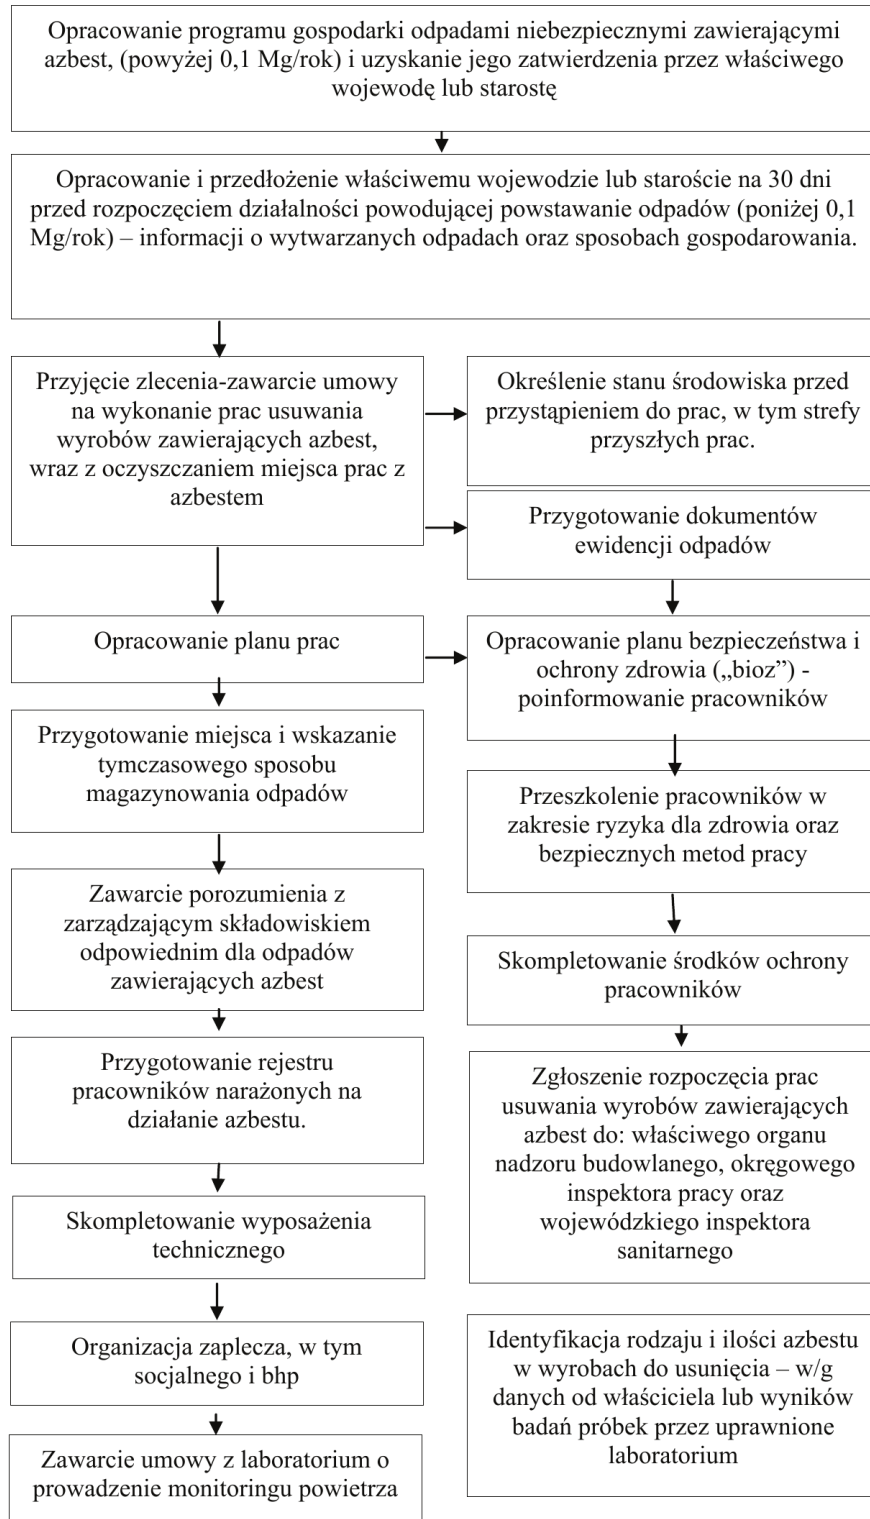 Opracowanie programu gospodarki odpadami niebezpiecznymi zawierającymi
azbest, (powyżej 0,1 Mg/rok) i uzyskanie jego zatwierdzenia przez właściwego
wojewodę lub starostę
Opracowanie i przedłożenie właściwemu wojewodzie lub staroście na 30 dni
przed rozpoczęciem działalności powodującej powstawanie odpadów (poniżej 0,1
Mg/rok) – informacji o wytwarzanych odpadach oraz sposobach gospodarowania.
Przyjęcie zlecenia-zawarcie umowy
na wykonanie prac usuwania
wyrobów zawierających azbest,
wraz z oczyszczaniem miejsca prac z
azbestem
Określenie stanu środowiska przed
przystąpieniem do prac, w tym strefy
przyszłych prac.
Przygotowanie dokumentów
ewidencji odpadów
Opracowanie planu prac
Opracowanie planu bezpieczeństwa i
ochrony zdrowia („bioz”) -
poinformowanie pracowników
Przygotowanie miejsca i wskazanie
tymczasowego sposobu
magazynowania odpadów
Przeszkolenie pracowników w
zakresie ryzyka dla zdrowia oraz
bezpiecznych metod pracy
Zawarcie porozumienia z
zarządzającym składowiskiem
odpowiednim dla odpadów
zawierających azbest
Skompletowanie środków ochrony
pracowników
Przygotowanie rejestru
pracowników narażonych na
działanie azbestu.
Zgłoszenie rozpoczęcia prac
usuwania wyrobów zawierających
azbest do: właściwego organu
nadzoru budowlanego, okręgowego
inspektora pracy oraz
wojewódzkiego inspektora
sanitarnego
Skompletowanie wyposażenia
technicznego
Organizacja zaplecza, w tym
socjalnego i bhp
Identyfikacja rodzaju i ilości azbestu
w wyrobach do usunięcia – w/g
danych od właściciela lub wyników
badań próbek przez uprawnione
laboratorium
Zawarcie umowy z laboratorium o
prowadzenie monitoringu powietrza